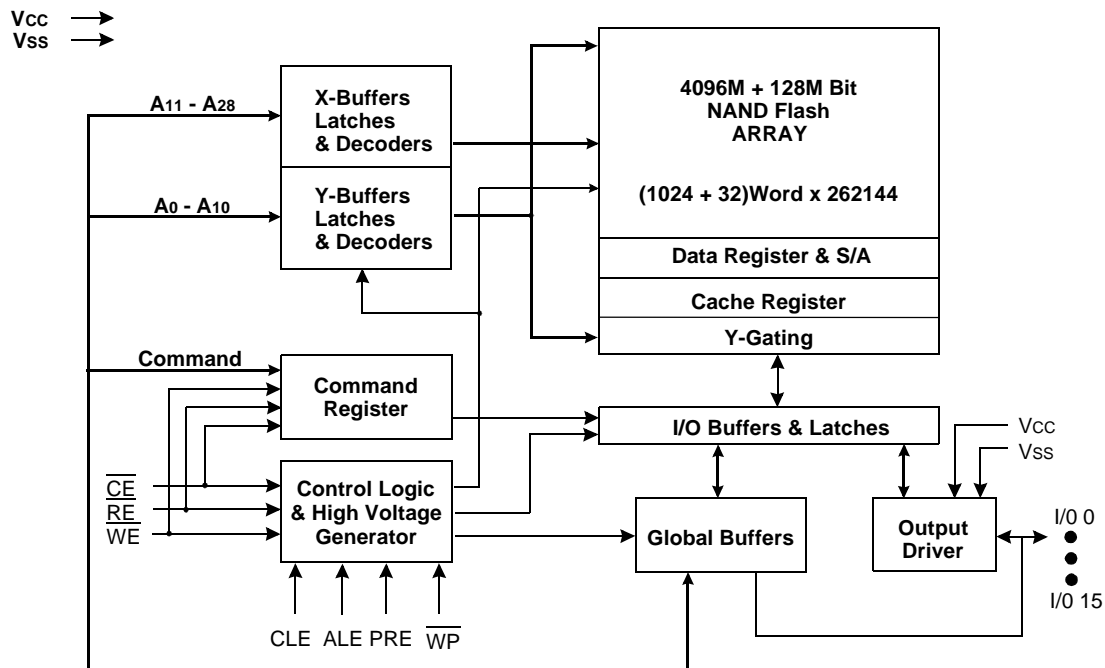 VCC
VSS
A11 - A28
X-Buffers
Latches
& Decoders
A0 - A10
Y-Buffers
Latches
& Decoders
4096M + 128M Bit
NAND Flash
ARRAY
(1024 + 32)Word x 262144
Data Register & S/A
Cache Register
Y-Gating
Command
Command
Register
I/O Buffers & Latches
VCC
VSS
CE
RE
WE
Control Logic
& High Voltage
Generator
Global Buffers
Output
Driver
I/0 0
I/0 15
CLE
ALE
PRE
WP